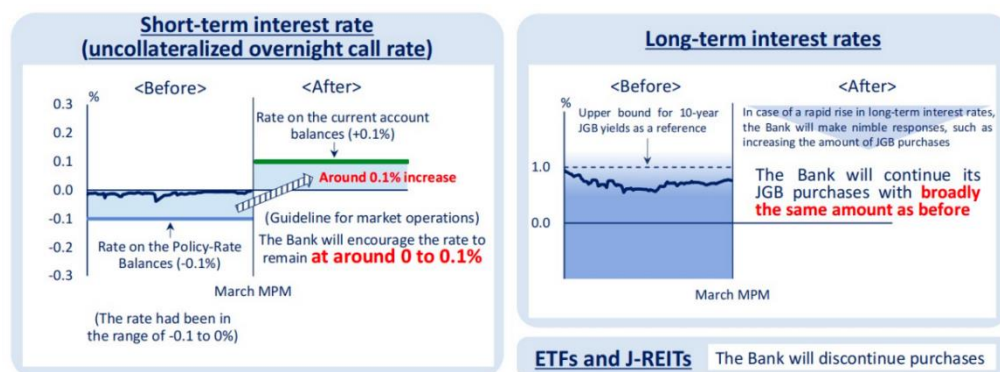 Short-term interest rate
(uncollateralized overnight call rate)
%
<Before>
<After>
0.3
0.2
0.1
0.0
-0.1
-0.2
-0.3
Rate on the current account
balances (+0.1%)
Around 0.1% increase
(Guideline for market operations)
The Bank will encourage the rate to
remain at around 0 to 0.1%
Rate on the Policy-Rate
Balances (-0.1%)
March MPM
(The rate had been in
the range of -0.1 to 0%)
Long-term interest rates
%
<Before>
<After>
Upper bound for 10-year
JGB yields as a reference
1.0
0.0
In case of a rapid rise in long-term interest rates,
the Bank will make nimble responses, such as
increasing the amount of JGB purchases
The Bank will continue its
JGB purchases with broadly
the same amount as before
March MPM
ETFs and J-REITs
The Bank will discontinue purchases